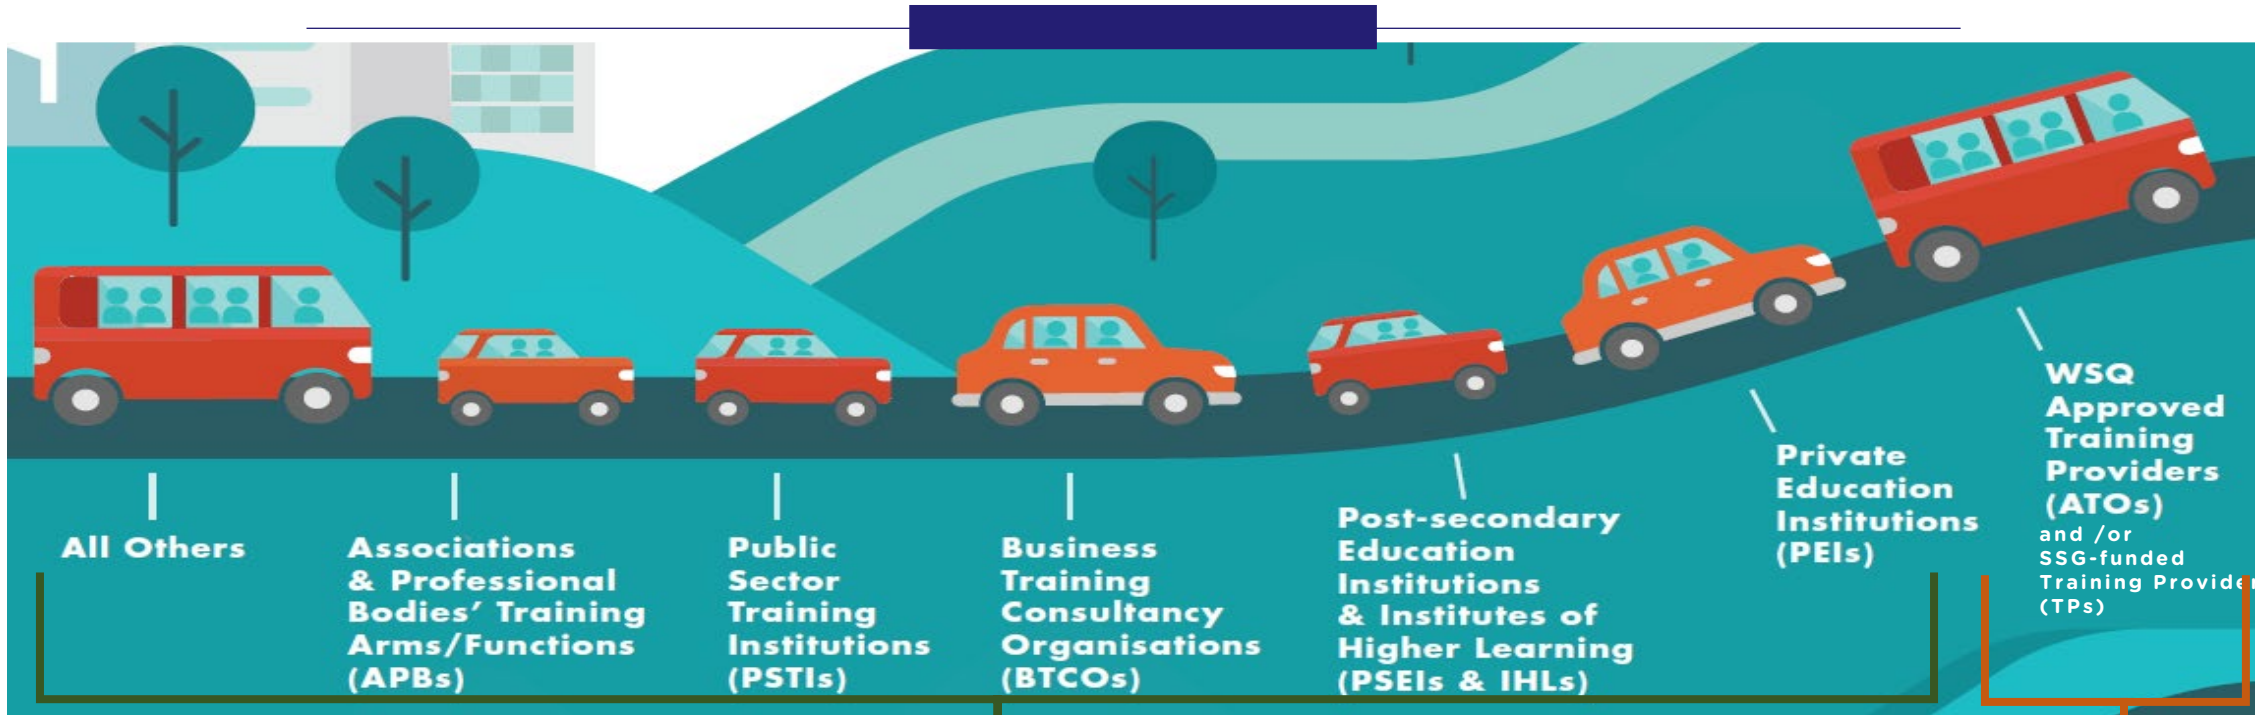 All Others
Associations
& Professional
Bodies’ Training
Arms/Functions
(APBs)
Public
Sector
Training
Institutions
(PSTIs)
Business
Training
Consultancy
Organisations
(BTCOs)
Post-secondary
Education
Institutions
& Institutes of
Higher Learning
(PSEIs & IHLs)
Private
Education
Institutions
(PEIs)
WSQ
Approved
Training
Providers
(ATOs)
and /or
SSG-funded
Training Provider
(TPs)